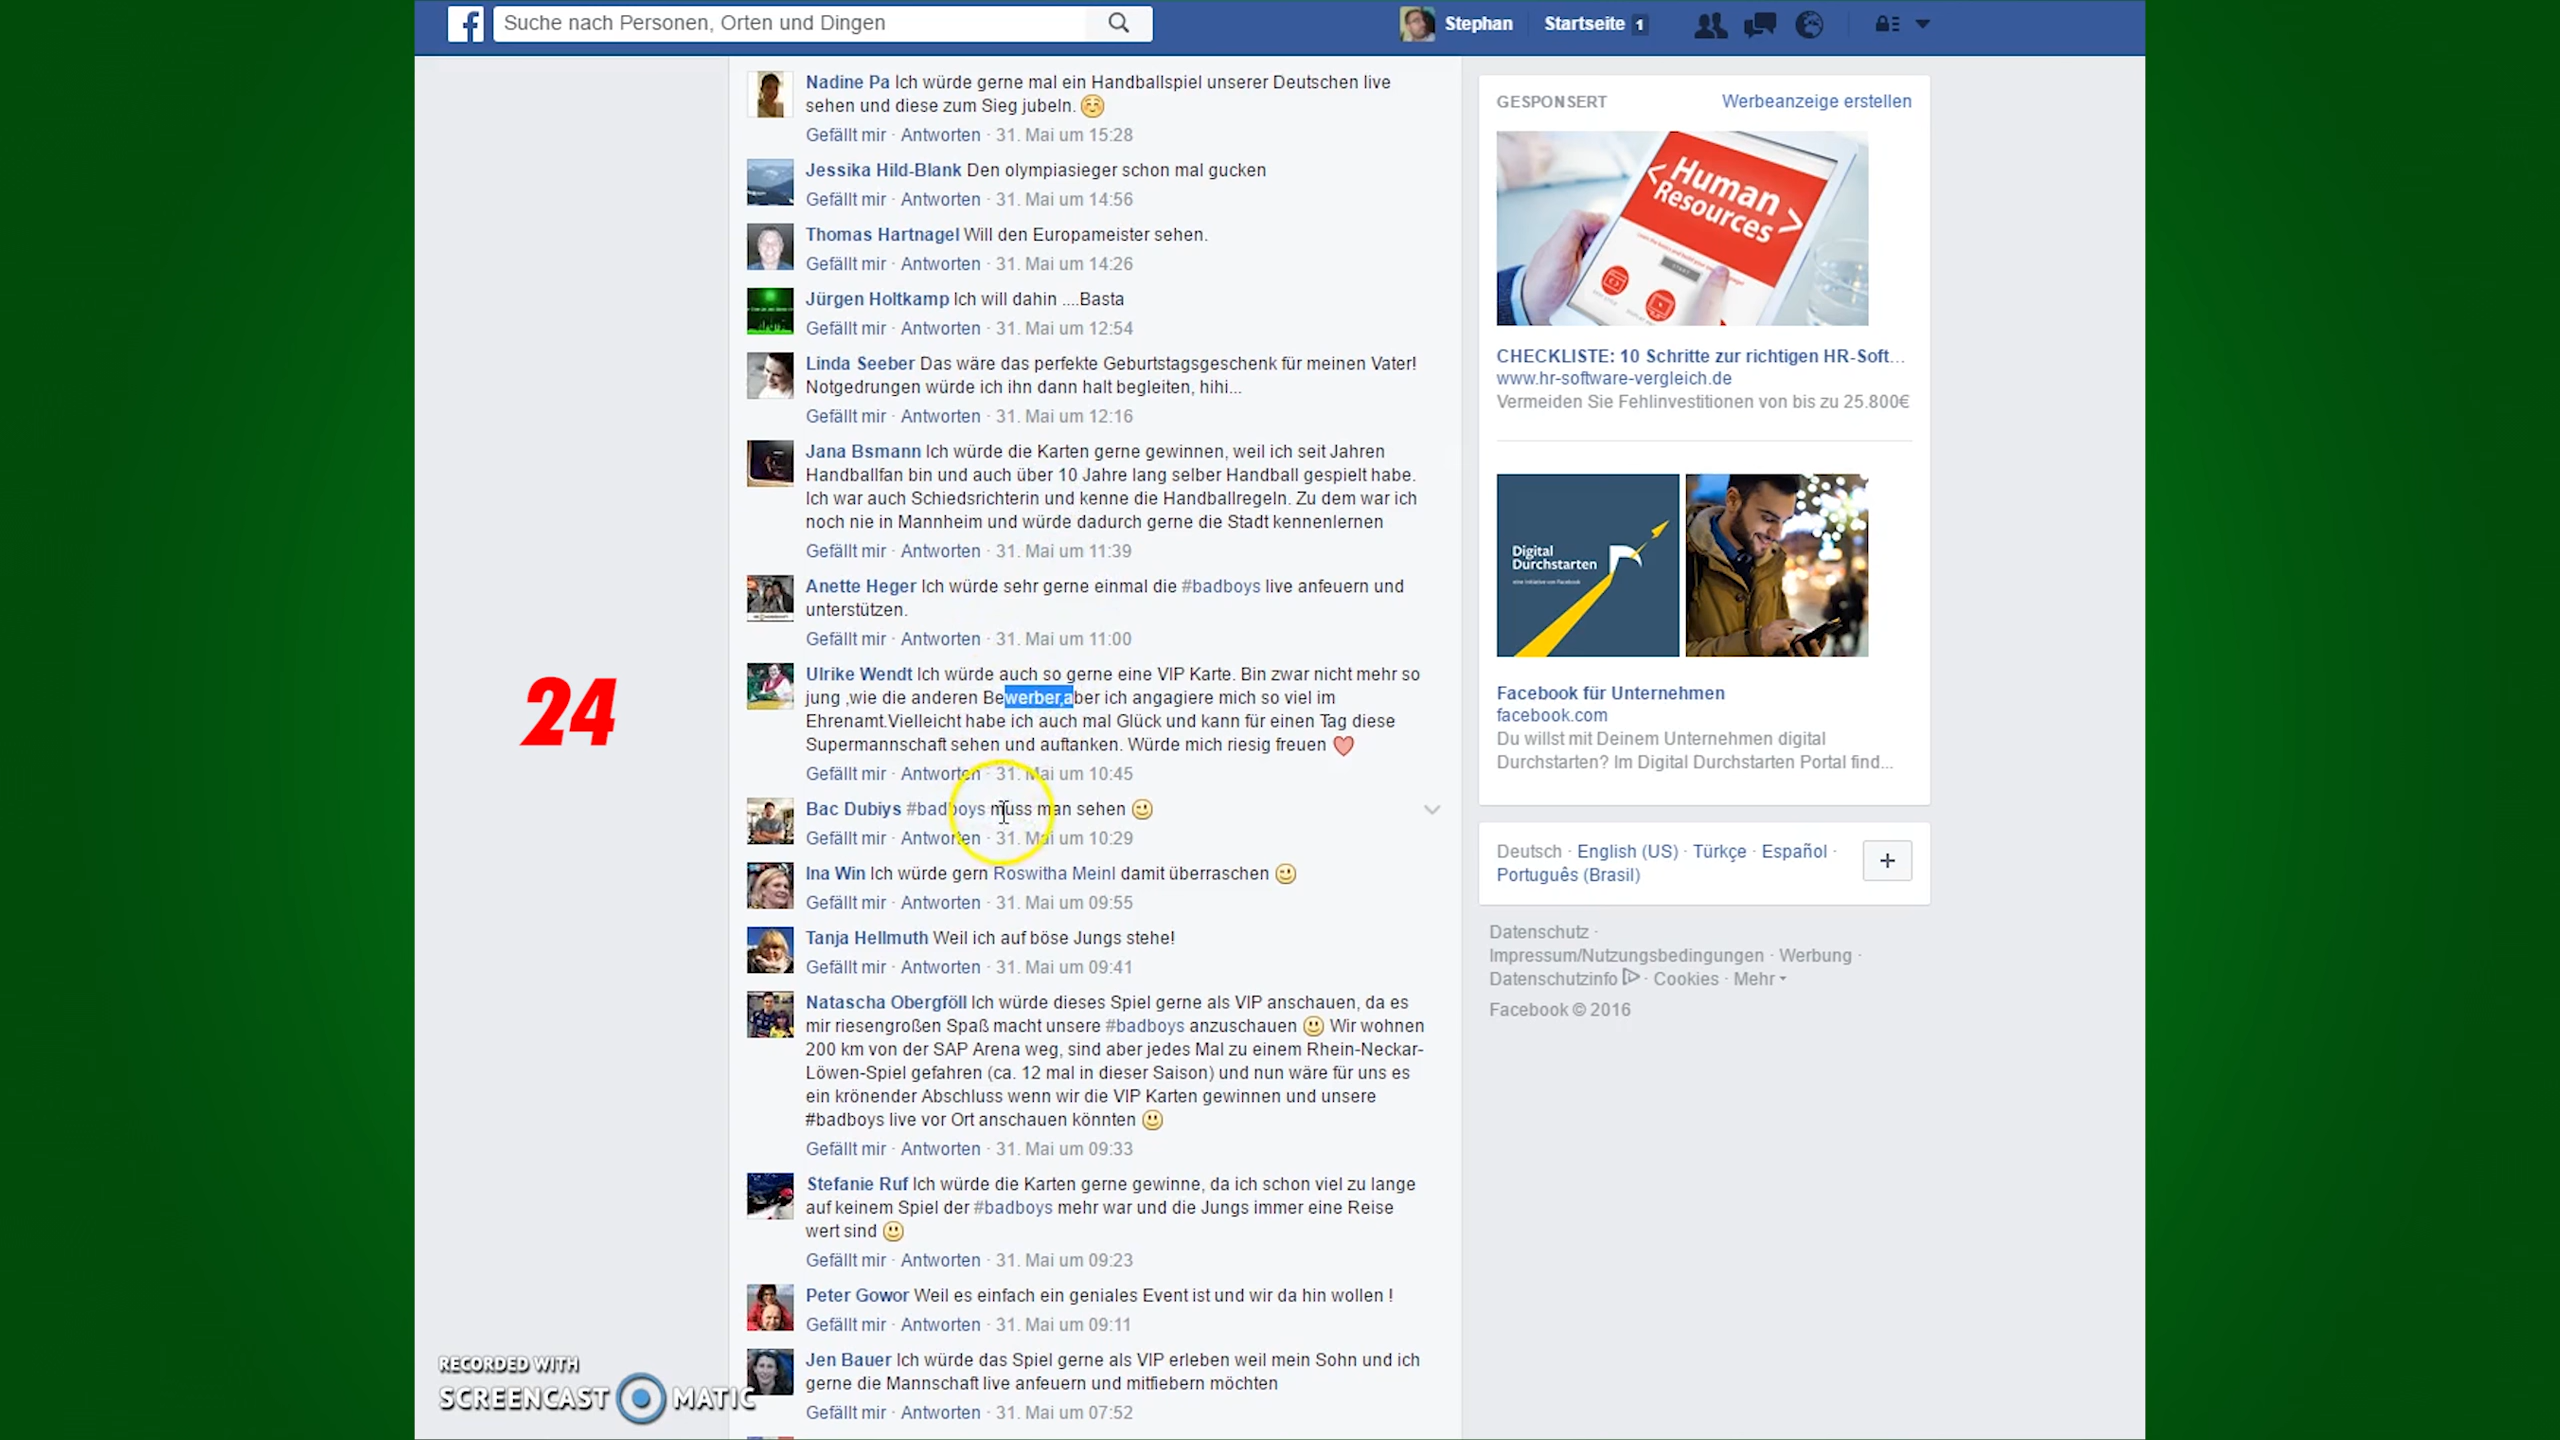 Suche nach Personen, Orten und Dingen
Stephan
Startseite 1
Nadine Pa Ich würde gerne mal ein Handballspiel unserer Deutschen live
sehen und diese zum Sieg jubeln.
Gefällt mir · Antworten · 31. Mai um 15:28
Jessika Hild-Blank Den olympiasieger schon mal gucken
Gefällt mir · Antworten · 31. Mai um 14:56
Thomas Hartnagel Will den Europameister sehen.
Gefällt mir · Antworten · 31. Mai um 14:26
Jürgen Holtkamp Ich will dahin ....Basta
Gefällt mir · Antworten · 31. Mai um 12:54
Linda Seeber Das wäre das perfekte Geburtstagsgeschenk für meinen Vater!
Notgedrungen würde ich ihn dann halt begleiten, hihi...
Gefällt mir · Antworten · 31. Mai um 12:16
Jana Bsmann Ich würde die Karten gerne gewinnen, weil ich seit Jahren
Handballfan bin und auch über 10 Jahre lang selber Handball gespielt habe.
Ich war auch Schiedsrichterin und kenne die Handballregeln. Zu dem war ich
noch nie in Mannheim und würde dadurch gerne die Stadt kennenlernen
Gefällt mir · Antworten · 31. Mai um 11:39
Anette Heger Ich würde sehr gerne einmal die #badboys live anfeuern und
unterstützen.
Gefällt mir · Antworten · 31. Mai um 11:00
Ulrike Wendt Ich würde auch so gerne eine VIP Karte. Bin zwar nicht mehr so
jung ,wie die anderen Bewerber,aber ich angagiere mich so viel im
Ehrenamt.Vielleicht habe ich auch mal Glück und kann für einen Tag diese
Supermannschaft sehen und auftanken. Würde mich riesig freuen
Gefällt mir · Antworten · 31. Mai um 10:45
Bac Dubiys #badboys muss man sehen
Gefällt mir · Antworten · 31. Mai um 10:29
Ina Win Ich würde gern Roswitha Meinl damit überraschen
Gefällt mir · Antworten · 31. Mai um 09:55
Tanja Hellmuth Weil ich auf böse Jungs stehe!
Gefällt mir · Antworten · 31. Mai um 09:41
Natascha Obergföll Ich würde dieses Spiel gerne als VIP anschauen, da es
mir riesengroßen Spaß macht unsere #badboys anzuschauen Wir wohnen
200 km von der SAP Arena weg, sind aber jedes Mal zu einem Rhein-Neckar-
Löwen-Spiel gefahren (ca. 12 mal in dieser Saison) und nun wäre für uns es
ein krönender Abschluss wenn wir die VIP Karten gewinnen und unsere
#badboys live vor Ort anschauen könnten
Gefällt mir · Antworten · 31. Mai um 09:33
Stefanie Ruf Ich würde die Karten gerne gewinne, da ich schon viel zu lange
auf keinem Spiel der #badboys mehr war und die Jungs immer eine Reise
wert sind
Gefällt mir · Antworten · 31. Mai um 09:23
Peter Gowor Weil es einfach ein geniales Event ist und wir da hin wollen !
Gefällt mir · Antworten · 31. Mai um 09:11
Jen Bauer Ich würde das Spiel gerne als VIP erleben weil mein Sohn und ich
gerne die Mannschaft live anfeuern und mitfiebern möchten
Gefällt mir · Antworten · 31. Mai um 07:52
24
RECORDED WITH
SCREENCAST MATIC
GESPONSERT
Werbeanzeige erstellen
< Human
Resources >
START
CHECKLISTE: 10 Schritte zur richtigen HR-Soft...
www.hr-software-vergleich.de
Vermeiden Sie Fehlinvestitionen von bis zu 25.800€
Digital
Durchstarten
eine Initiative von Facebook
Facebook für Unternehmen
facebook.com
Du willst mit Deinem Unternehmen digital
Durchstarten? Im Digital Durchstarten Portal find...
Deutsch · English (US) · Türkçe · Español ·
Português (Brasil)
Datenschutz ·
Impressum/Nutzungsbedingungen · Werbung ·
Datenschutzinfo · Cookies · Mehr
Facebook © 2016